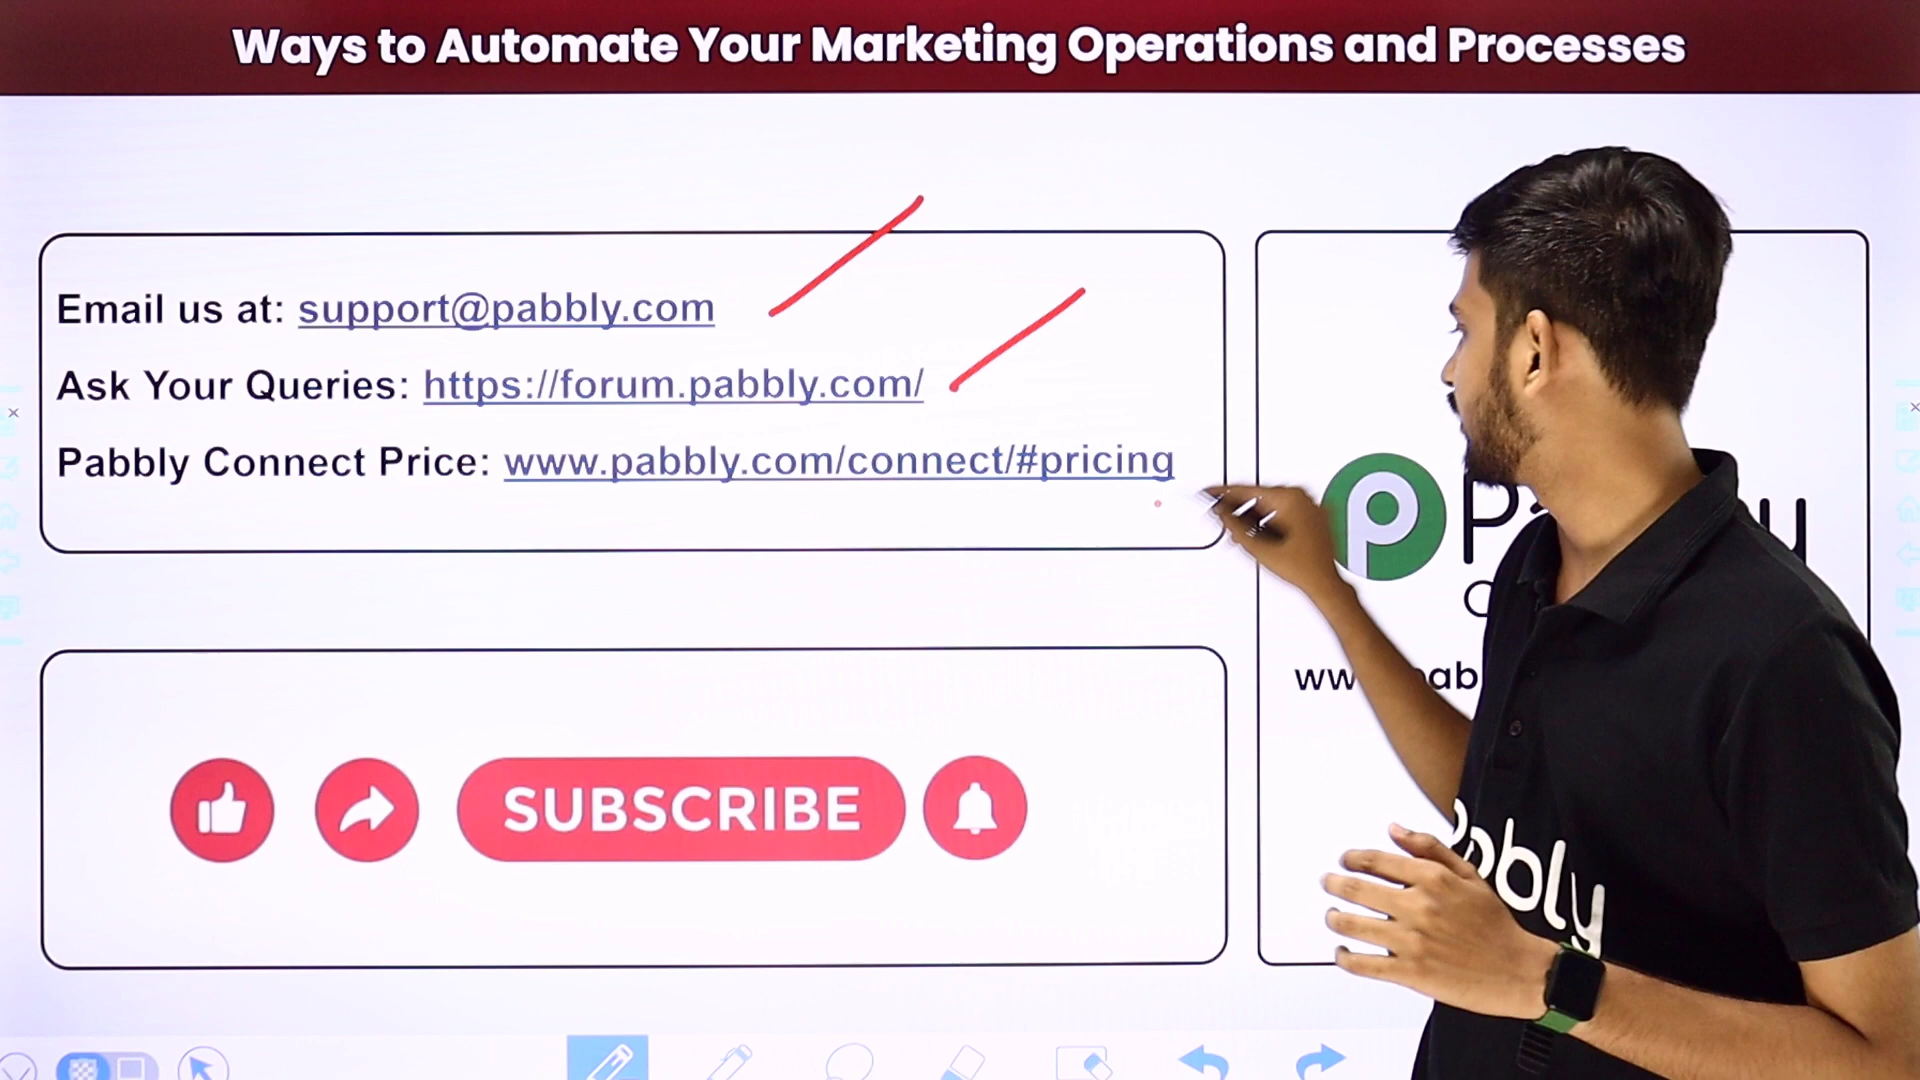 Ways to Automate Your Marketing Operations and Processes
Email us at: support@pabbly.com
Ask Your Queries: https://forum.pabbly.com/
Pabbly Connect Price: www.pabbly.com/connect/#pricing
SUBSCRIBE